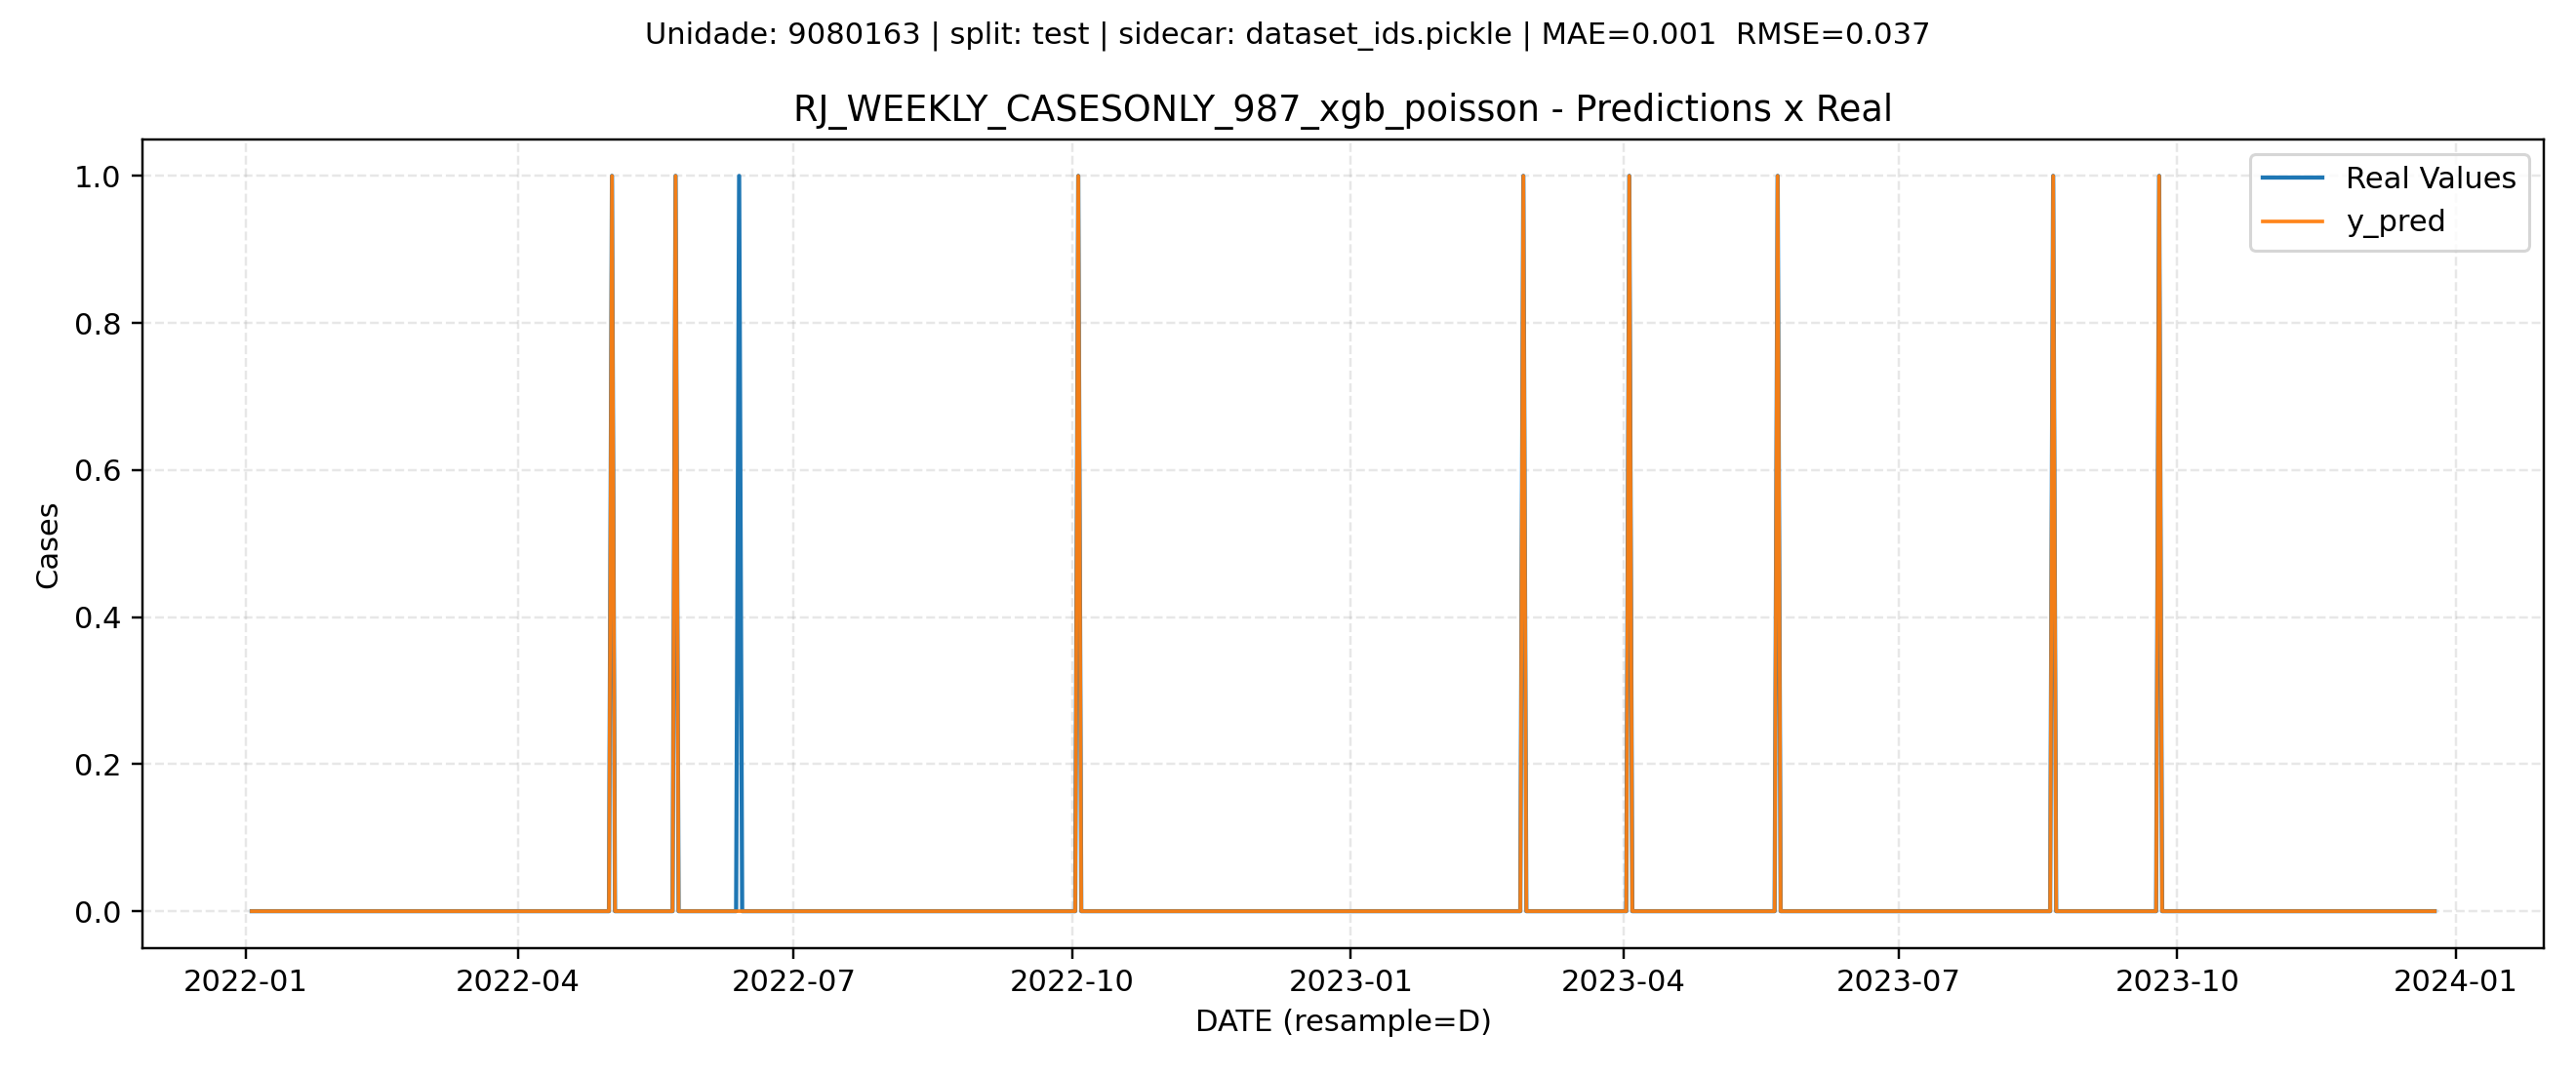 Unidade: 9080163 | split: test | sidecar: dataset_ids.pickle | MAE=0.001  RMSE=0.037
RJ_WEEKLY_CASESONLY_987_xgb_poisson - Predictions x Real
Real Values
y_pred
Cases
1.0
0.8
0.6
0.4
0.2
0.0
2022-01
2022-04
2022-07
2022-10
2023-01
2023-04
2023-07
2023-10
2024-01
DATE (resample=D)